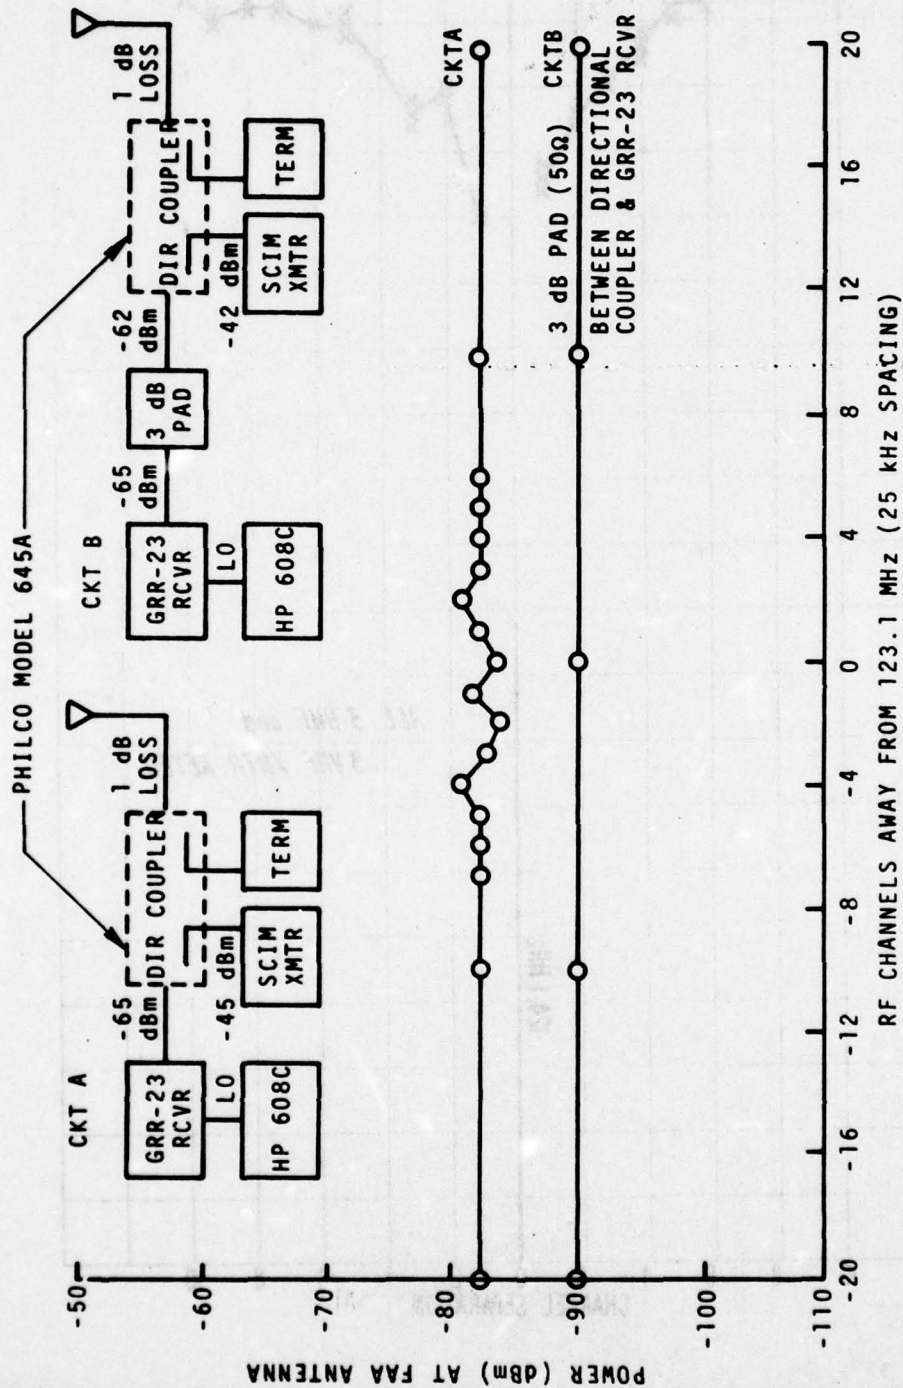 PHILCO MODEL 645A
CKT A
GRR-23
RCVR
LO
HP 608C
-65
dBm
DIR COUPLER
-45 dBm
SCIM
XMTR
TERM
1 dB
LOSS
CKT B
GRR-23
RCVR
LO
HP 608C
-65
dBm
3 dB
PAD
-62
dBm
DIR COUPLER
-42 dBm
SCIM
XMTR
TERM
1 dB
LOSS
POWER (dBm) AT FAA ANTENNA
-50
-60
-70
-80
-90
-100
-110
CKTA
3 dB PAD (50Ω) CKTB
BETWEEN DIRECTIONAL
COUPLER & GRR-23 RCVR
-20 -16 -12 -8 -4 0 4 8 12 16 20
RF CHANNELS AWAY FROM 123.1 MHz (25 kHz SPACING)